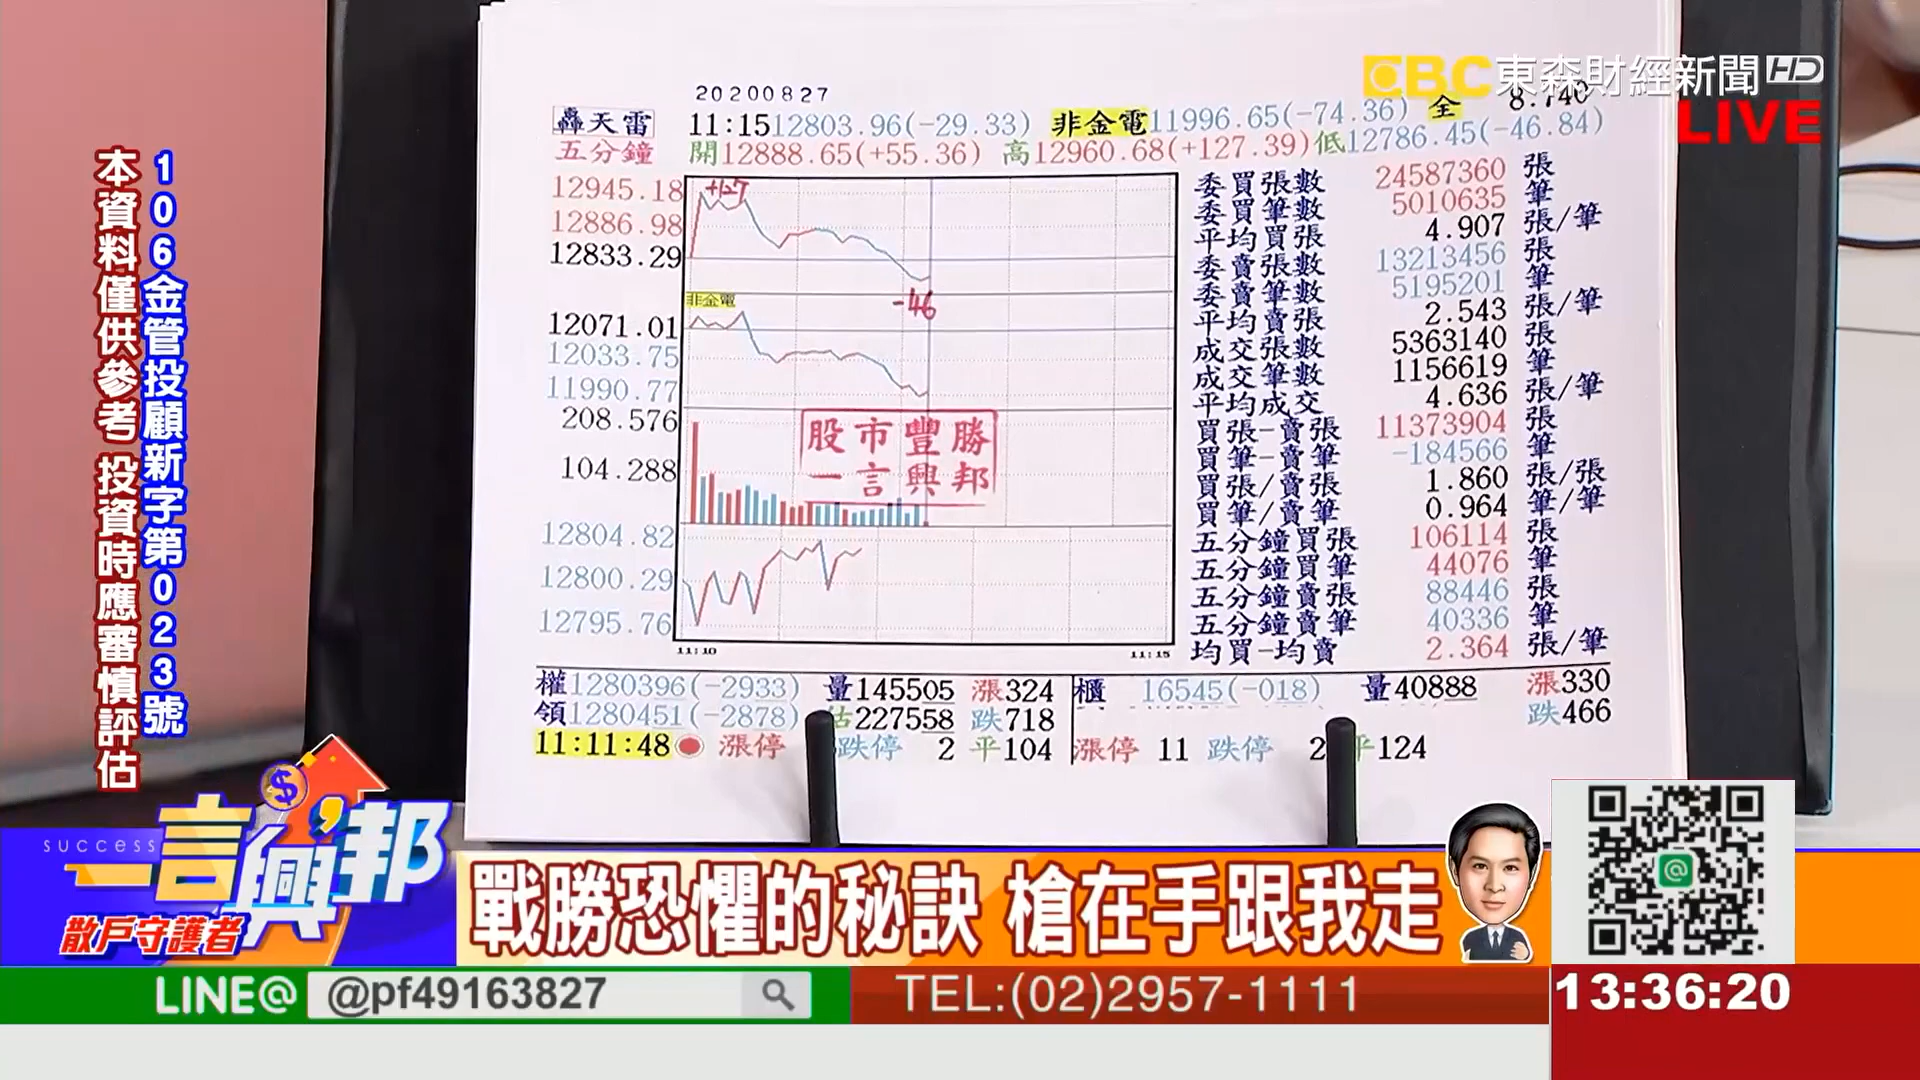 EBC 東森財經新聞 HD
LIVE
106金管投顧新字第023號
本資料僅供參考 投資時應審慎評估
20200827
轟天雷 11:15 12803.96(-29.33) 非金電 11996.65(-74.36) 全 8.740
五分鐘 開12888.65(+55.36) 高12960.68(+127.39) 低12786.45(-46.84)
12945.18
12886.98
12833.29
12071.01
12033.75
11990.77
208.576
104.288
12804.82
12800.29
12795.76
+127
-46
非金電
股市豐勝
一言興邦
11:10 11:15
委買張數 24587360 張
委買筆數 5010635 筆
平均買張 4.907 張/筆
委賣張數 13213456 張
委賣筆數 5195201 筆
平均賣張 2.543 張/筆
成交張數 5363140 張
成交筆數 1156619 筆
平均成交 4.636 張/筆
買張-賣張 11373904 張
買筆-賣筆 -184566 筆
買張/賣張 1.860 張/張
買筆/賣筆 0.964 筆/筆
五分鐘買張 106114 張
五分鐘買筆 44076 筆
五分鐘賣張 88446 張
五分鐘賣筆 40336 筆
均買-均賣 2.364 張/筆
權1280396(-2933) 量145505 漲324 櫃 16545(-018) 量40888 漲330
領1280451(-2878) 估227558 跌718 跌466
11:11:48 漲停 跌停 2 平104 漲停 11 跌停 2 平124
success
一言興邦
散戶守護者
戰勝恐懼的秘訣 槍在手跟我走
LINE@ @pf49163827 TEL:(02)2957-1111 13:36:20